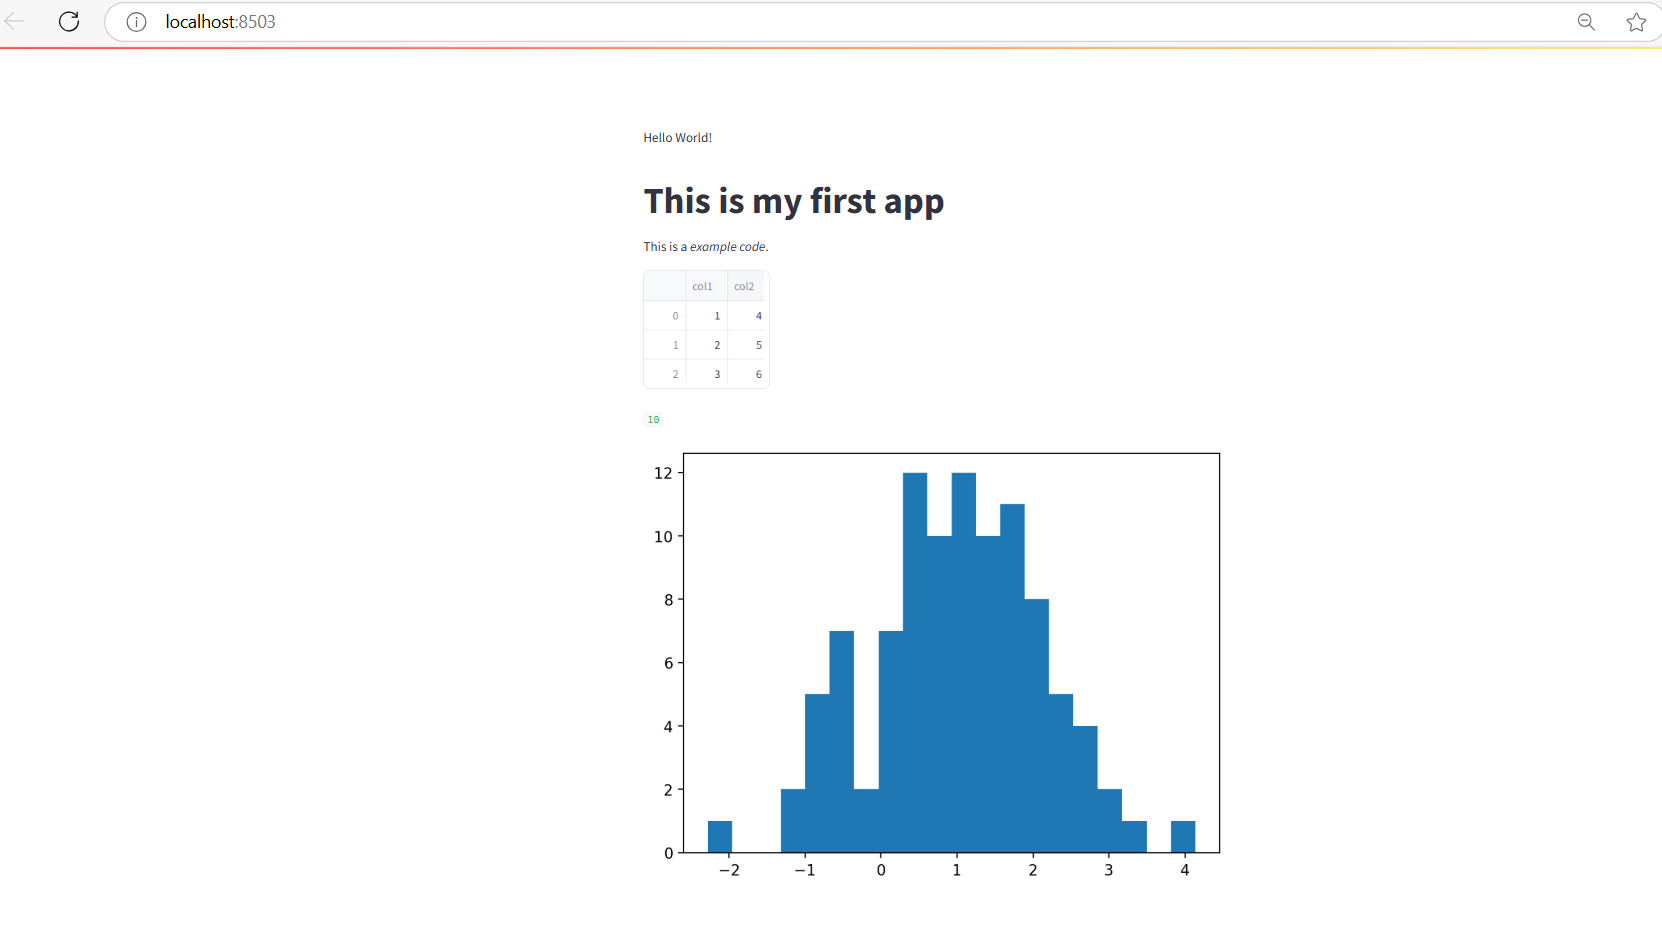 localhost:8503
Hello World!
This is my first app
This is a example code.
col1 col2
0 1 4
1 2 5
2 3 6
10
12
10
8
6
4
2
0
−2 −1 0 1 2 3 4